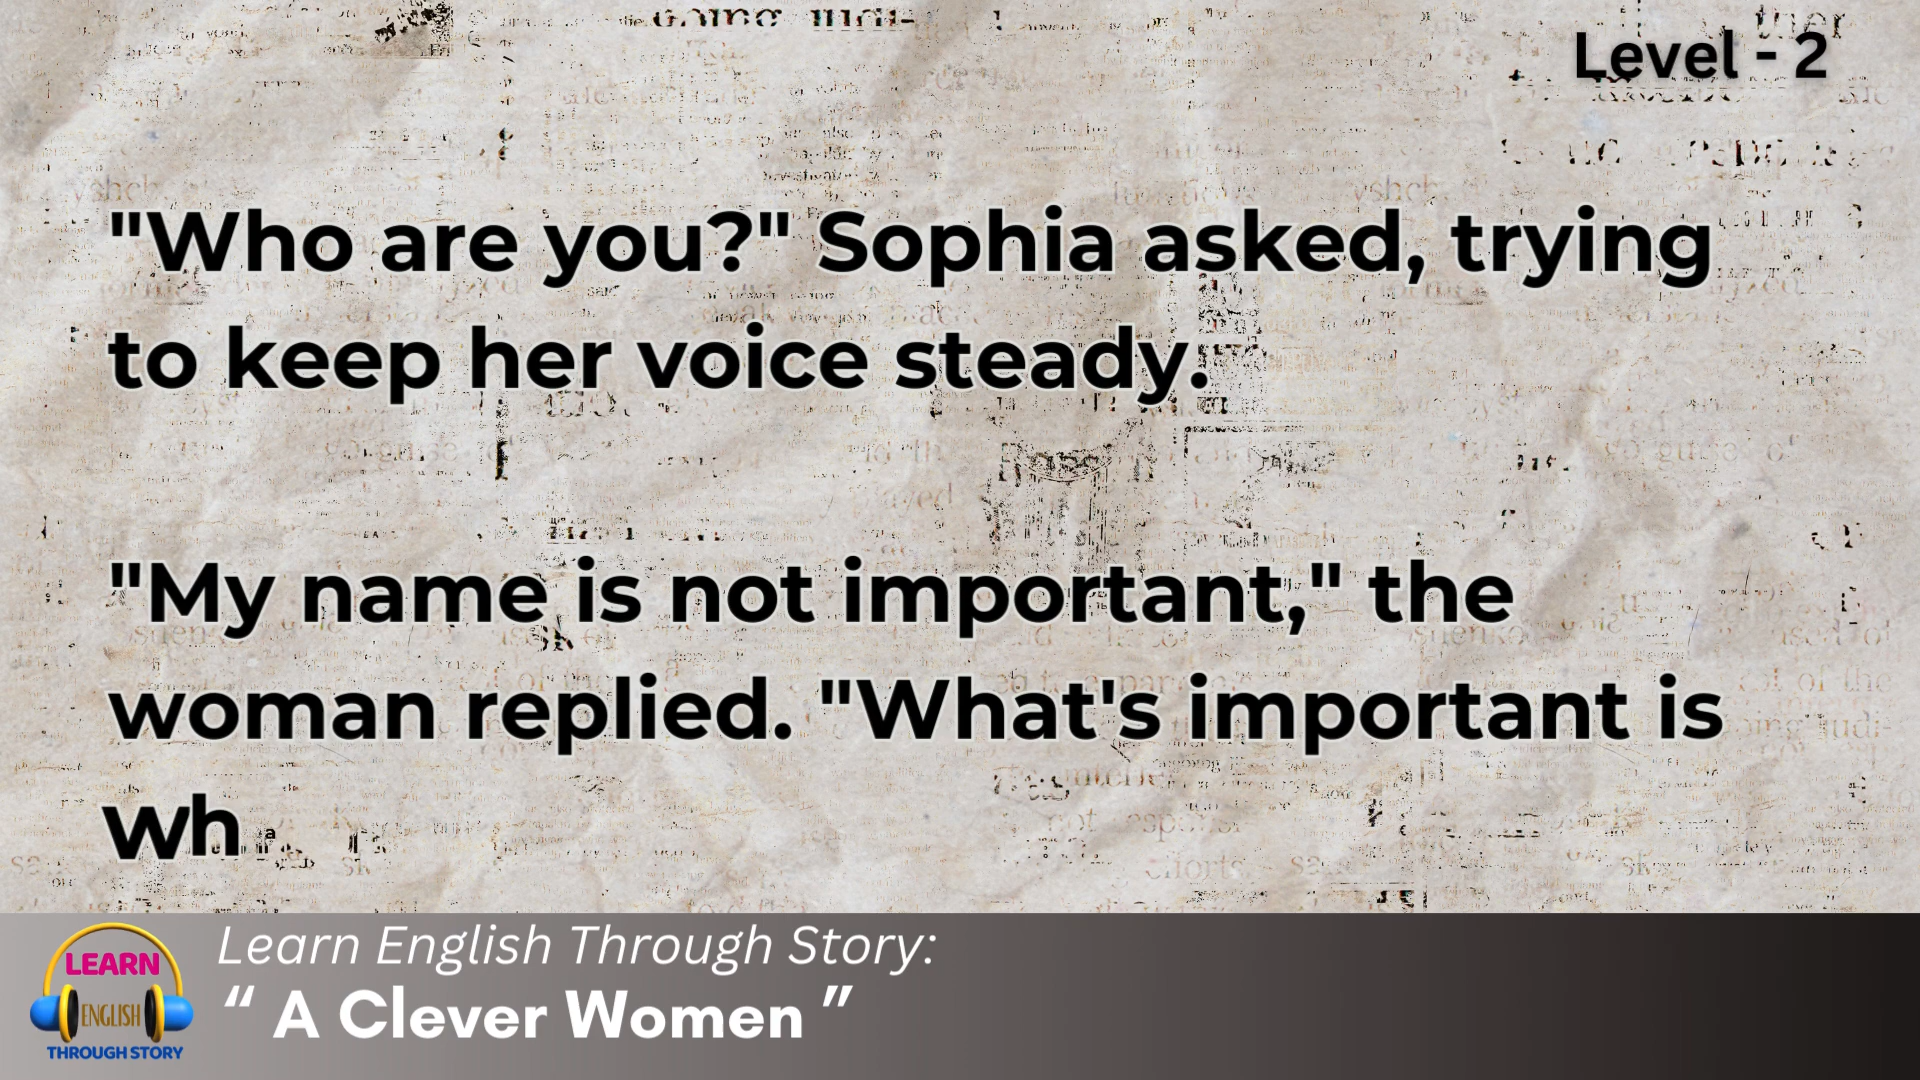 Level - 2
"Who are you?" Sophia asked, trying
to keep her voice steady.
"My name is not important," the
woman replied. "What's important is
wh
LEARN
ENGLISH
THROUGH STORY
Learn English Through Story:
“ A Clever Women ”